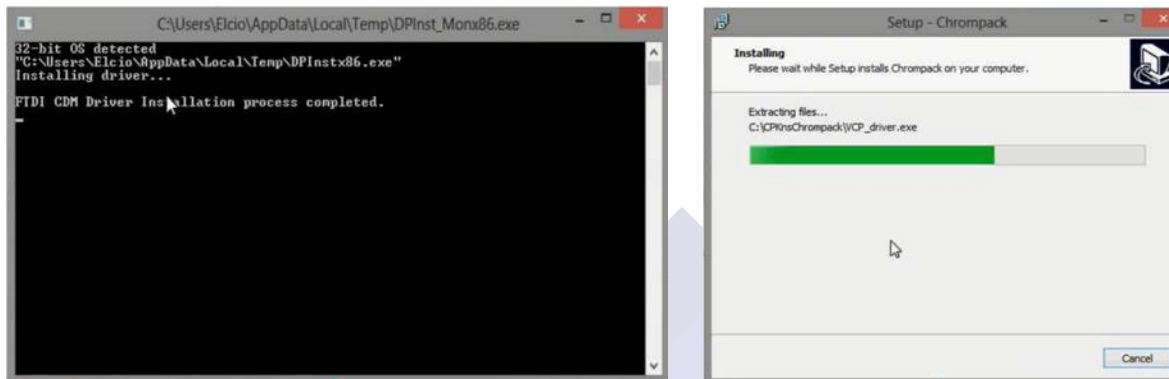 C:\Users\Elcio\AppData\Local\Temp\DPInst_Monx86.exe
32-bit OS detected
"C:\Users\Elcio\AppData\Local\Temp\DPInstx86.exe"
Installing driver...
FTDI CDM Driver Installation process completed.
Setup - Chrompack
Installing
Please wait while Setup installs Chrompack on your computer.
Extracting files...
C:\CPKnsChrompack\VCP_driver.exe
Cancel